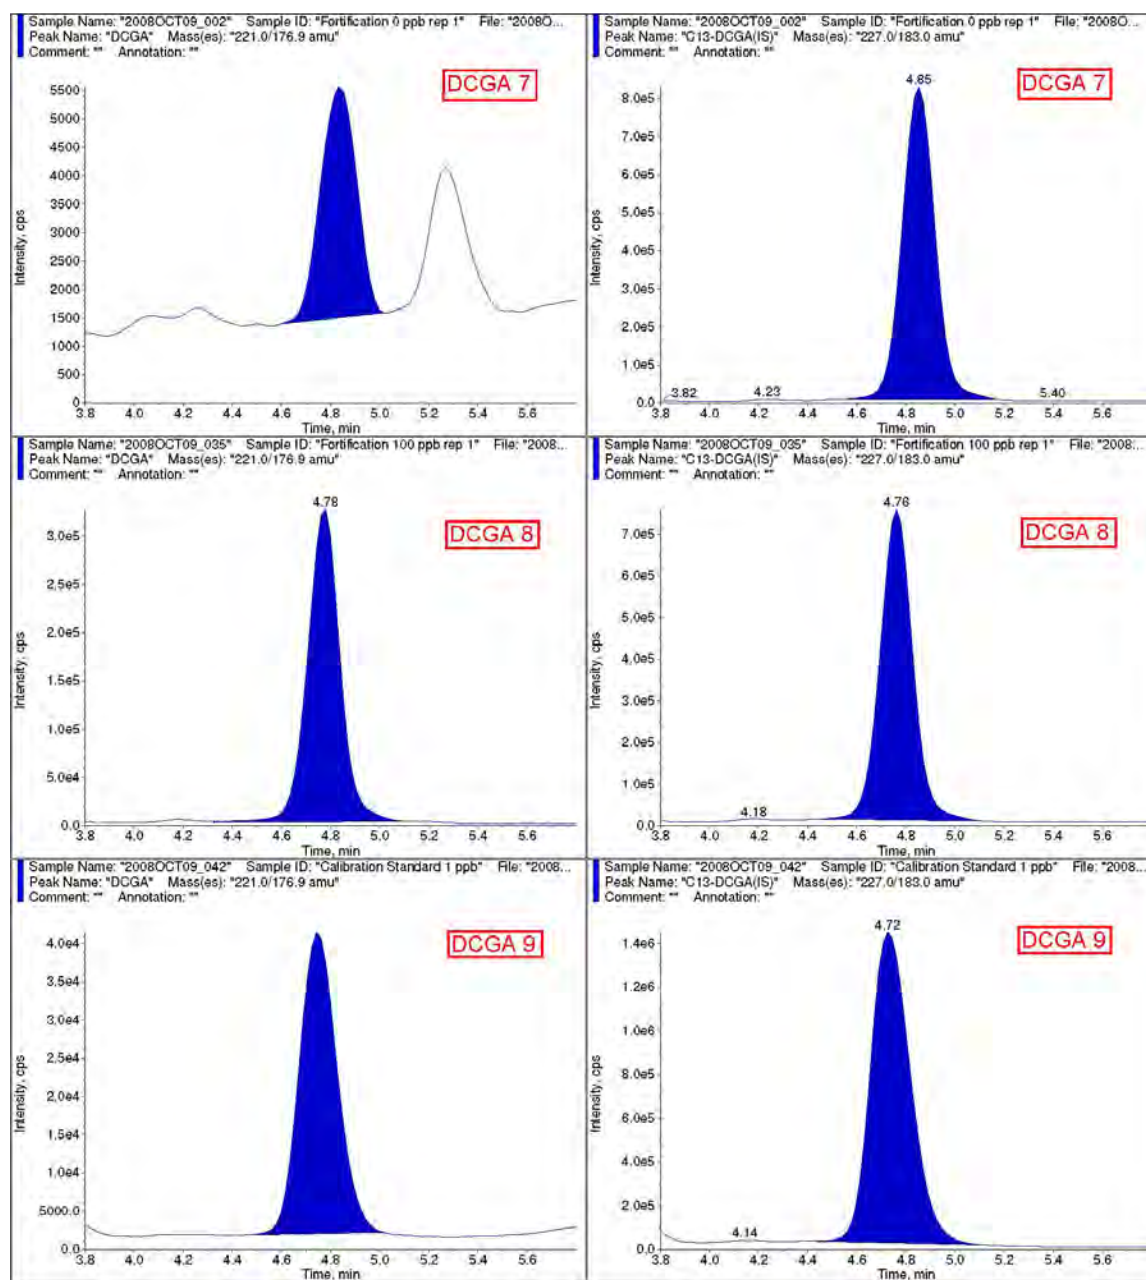 Sample Name: "2008OCT09_002" Sample ID: "Fortification 0 ppb rep 1" File: "2008O...
Peak Name: "DCGA" Mass(es): "221.0/176.9 amu"
Comment: "" Annotation: ""
DCGA 7
5500
5000
4500
4000
3500
3000
2500
2000
1500
1000
500
0
Intensity, cps
3.8 4.0 4.2 4.4 4.6 4.8 5.0 5.2 5.4 5.6
Time, min
Sample Name: "2008OCT09_002" Sample ID: "Fortification 0 ppb rep 1" File: "2008O...
Peak Name: "C13-DCGA(IS)" Mass(es): "227.0/183.0 amu"
Comment: "" Annotation: ""
4.85
DCGA 7
8.0e5
7.0e5
6.0e5
5.0e5
4.0e5
3.0e5
2.0e5
1.0e5
0.0
Intensity, cps
3.82 4.23 5.40
3.8 4.0 4.2 4.4 4.6 4.8 5.0 5.2 5.4 5.6
Time, min
Sample Name: "2008OCT09_035" Sample ID: "Fortification 100 ppb rep 1" File: "2008...
Peak Name: "DCGA" Mass(es): "221.0/176.9 amu"
Comment: "" Annotation: ""
4.78
DCGA 8
3.0e5
2.5e5
2.0e5
1.5e5
1.0e5
5.0e4
0.0
Intensity, cps
3.8 4.0 4.2 4.4 4.6 4.8 5.0 5.2 5.4 5.6
Time, min
Sample Name: "2008OCT09_035" Sample ID: "Fortification 100 ppb rep 1" File: "2008...
Peak Name: "C13-DCGA(IS)" Mass(es): "227.0/183.0 amu"
Comment: "" Annotation: ""
4.76
DCGA 8
7.0e5
6.0e5
5.0e5
4.0e5
3.0e5
2.0e5
1.0e5
0.0
Intensity, cps
4.18
3.8 4.0 4.2 4.4 4.6 4.8 5.0 5.2 5.4 5.6
Time, min
Sample Name: "2008OCT09_042" Sample ID: "Calibration Standard 1 ppb" File: "2008...
Peak Name: "DCGA" Mass(es): "221.0/176.9 amu"
Comment: "" Annotation: ""
DCGA 9
4.0e4
3.5e4
3.0e4
2.5e4
2.0e4
1.5e4
1.0e4
5000.0
0.0
Intensity, cps
3.8 4.0 4.2 4.4 4.6 4.8 5.0 5.2 5.4 5.6
Time, min
Sample Name: "2008OCT09_042" Sample ID: "Calibration Standard 1 ppb" File: "2008...
Peak Name: "C13-DCGA(IS)" Mass(es): "227.0/183.0 amu"
Comment: "" Annotation: ""
4.72
DCGA 9
1.4e6
1.2e6
1.0e6
8.0e5
6.0e5
4.0e5
2.0e5
0.0
Intensity, cps
4.14
3.8 4.0 4.2 4.4 4.6 4.8 5.0 5.2 5.4 5.6
Time, min